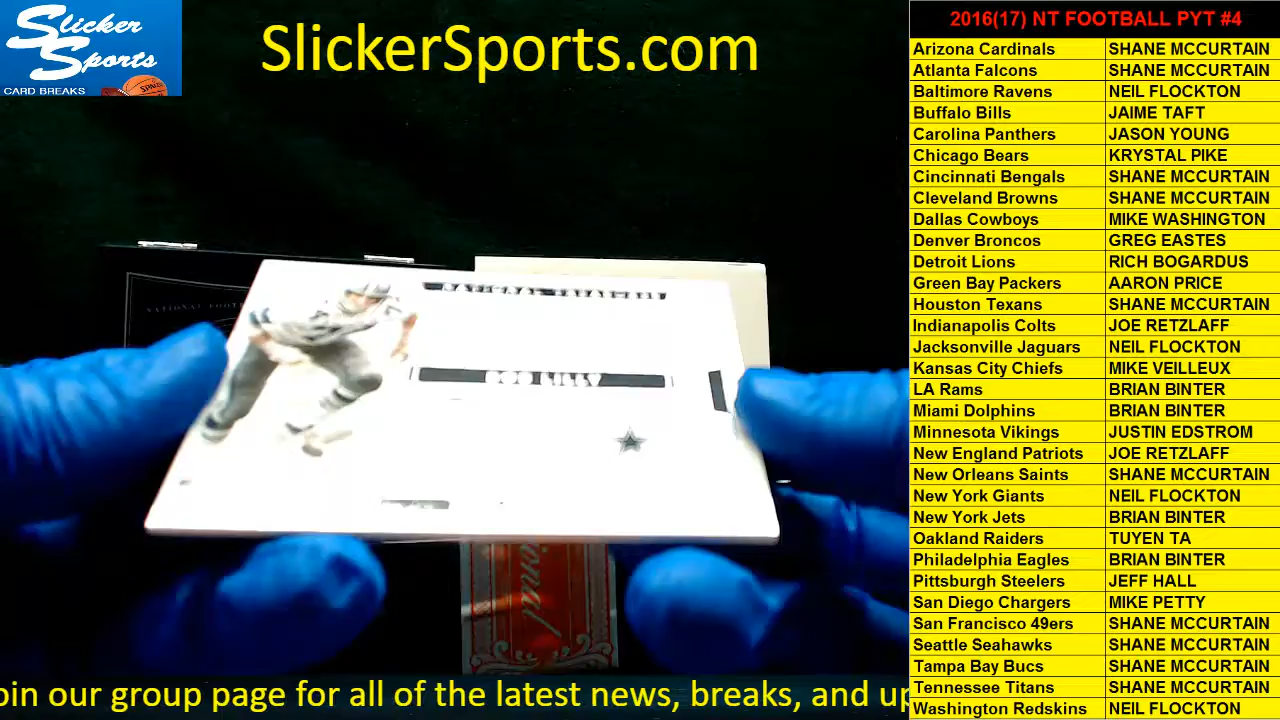 Slicker
Sports
CARD BREAKS
SlickerSports.com
BOB LILLY
oin our group page for all of the latest news, breaks, and up
2016(17) NT FOOTBALL PYT #4
Arizona Cardinals SHANE MCCURTAIN
Atlanta Falcons SHANE MCCURTAIN
Baltimore Ravens NEIL FLOCKTON
Buffalo Bills JAIME TAFT
Carolina Panthers JASON YOUNG
Chicago Bears KRYSTAL PIKE
Cincinnati Bengals SHANE MCCURTAIN
Cleveland Browns SHANE MCCURTAIN
Dallas Cowboys MIKE WASHINGTON
Denver Broncos GREG EASTES
Detroit Lions RICH BOGARDUS
Green Bay Packers AARON PRICE
Houston Texans SHANE MCCURTAIN
Indianapolis Colts JOE RETZLAFF
Jacksonville Jaguars NEIL FLOCKTON
Kansas City Chiefs MIKE VEILLEUX
LA Rams BRIAN BINTER
Miami Dolphins BRIAN BINTER
Minnesota Vikings JUSTIN EDSTROM
New England Patriots JOE RETZLAFF
New Orleans Saints SHANE MCCURTAIN
New York Giants NEIL FLOCKTON
New York Jets BRIAN BINTER
Oakland Raiders TUYEN TA
Philadelphia Eagles BRIAN BINTER
Pittsburgh Steelers JEFF HALL
San Diego Chargers MIKE PETTY
San Francisco 49ers SHANE MCCURTAIN
Seattle Seahawks SHANE MCCURTAIN
Tampa Bay Bucs SHANE MCCURTAIN
Tennessee Titans SHANE MCCURTAIN
Washington Redskins NEIL FLOCKTON